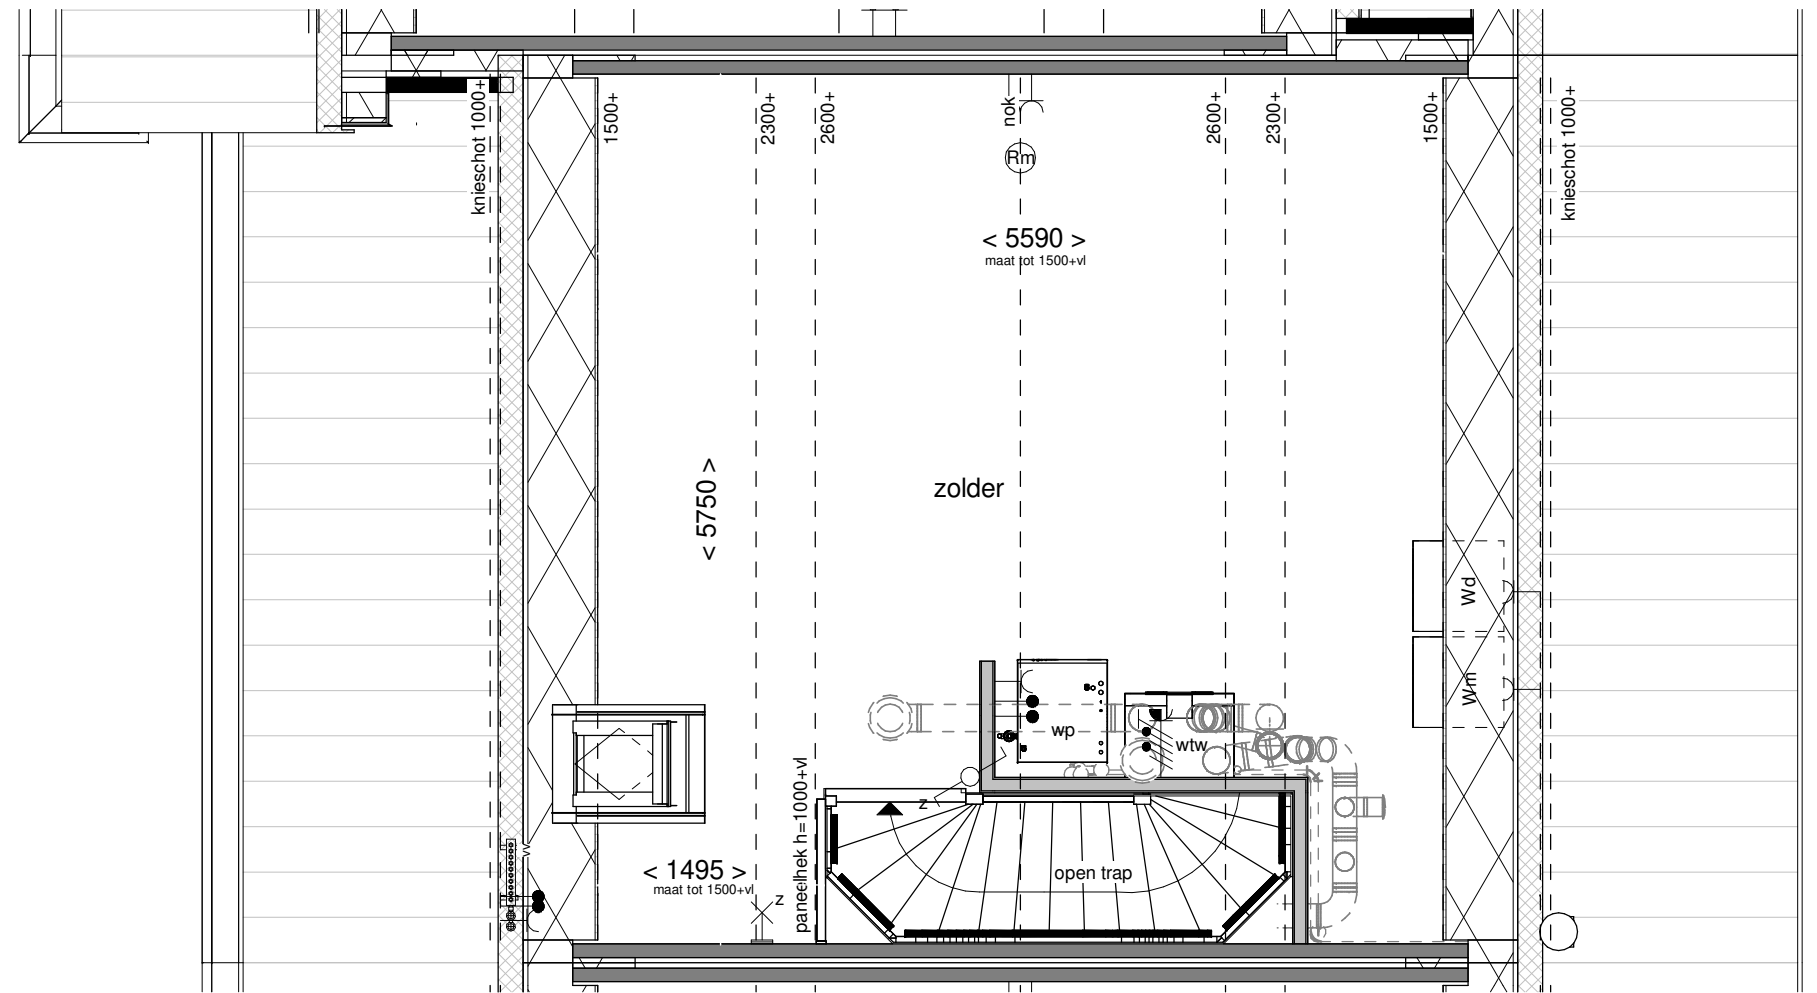 knieschot 1000+
1500+
2300+
2600+
nok
2600+
2300+
1500+
knieschot 1000+
Rm
< 5590 >
maat tot 1500+vl
< 5750 >
zolder
Wd
Wm
wp
wtw
z
paneelhek h=1000+vl
vv
< 1495 >
maat tot 1500+vl
open trap
z